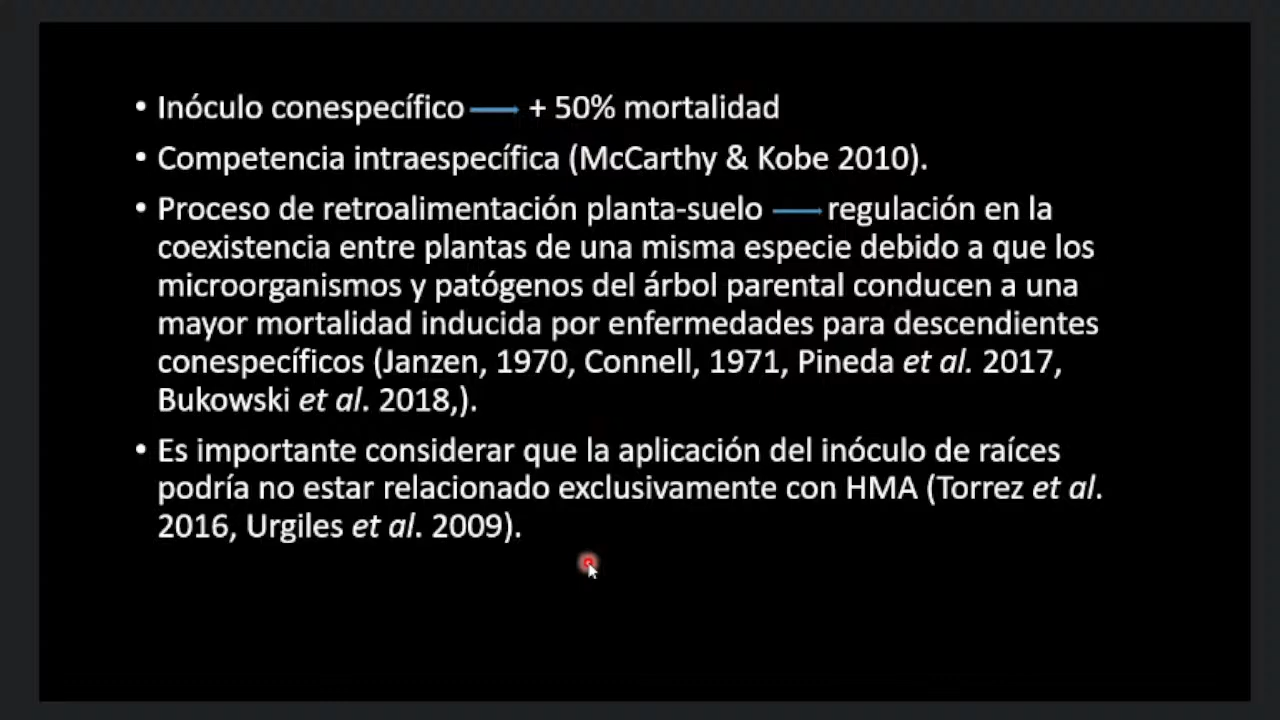 • Inóculo conespecífico → + 50% mortalidad
• Competencia intraespecífica (McCarthy & Kobe 2010).
• Proceso de retroalimentación planta-suelo → regulación en la
coexistencia entre plantas de una misma especie debido a que los
microorganismos y patógenos del árbol parental conducen a una
mayor mortalidad inducida por enfermedades para descendientes
conespecíficos (Janzen, 1970, Connell, 1971, Pineda et al. 2017,
Bukowski et al. 2018,).
• Es importante considerar que la aplicación del inóculo de raíces
podría no estar relacionado exclusivamente con HMA (Torrez et al.
2016, Urgiles et al. 2009).